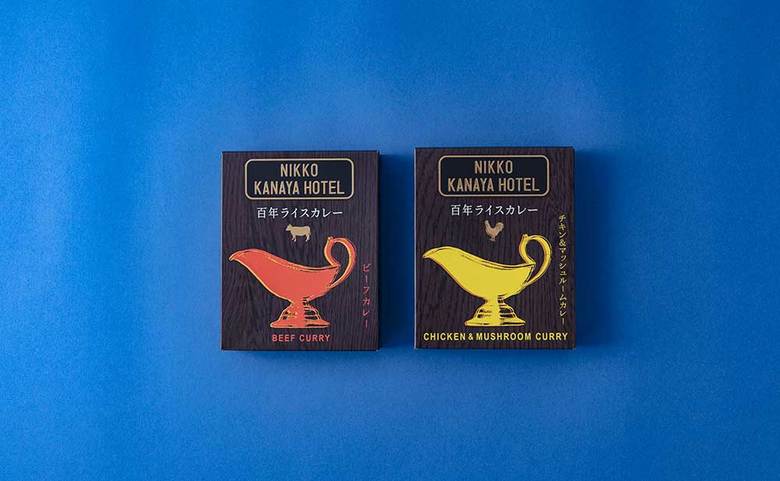 NIKKO
KANAYA HOTEL
百年ライスカレー
ビーフカレー
BEEF CURRY
NIKKO
KANAYA HOTEL
百年ライスカレー
チキン&マッシュルームカレー
CHICKEN & MUSHROOM CURRY